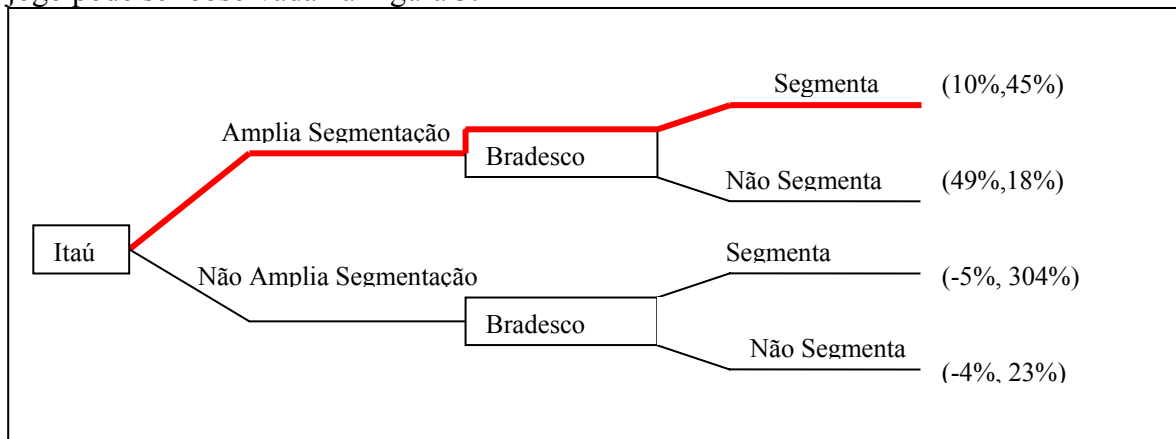 Segmenta (10%,45%)
Amplia Segmentação
Bradesco
Não Segmenta (49%,18%)
Itaú
Segmenta
Não Amplia Segmentação (-5%, 304%)
Bradesco
Não Segmenta
(-4%, 23%)